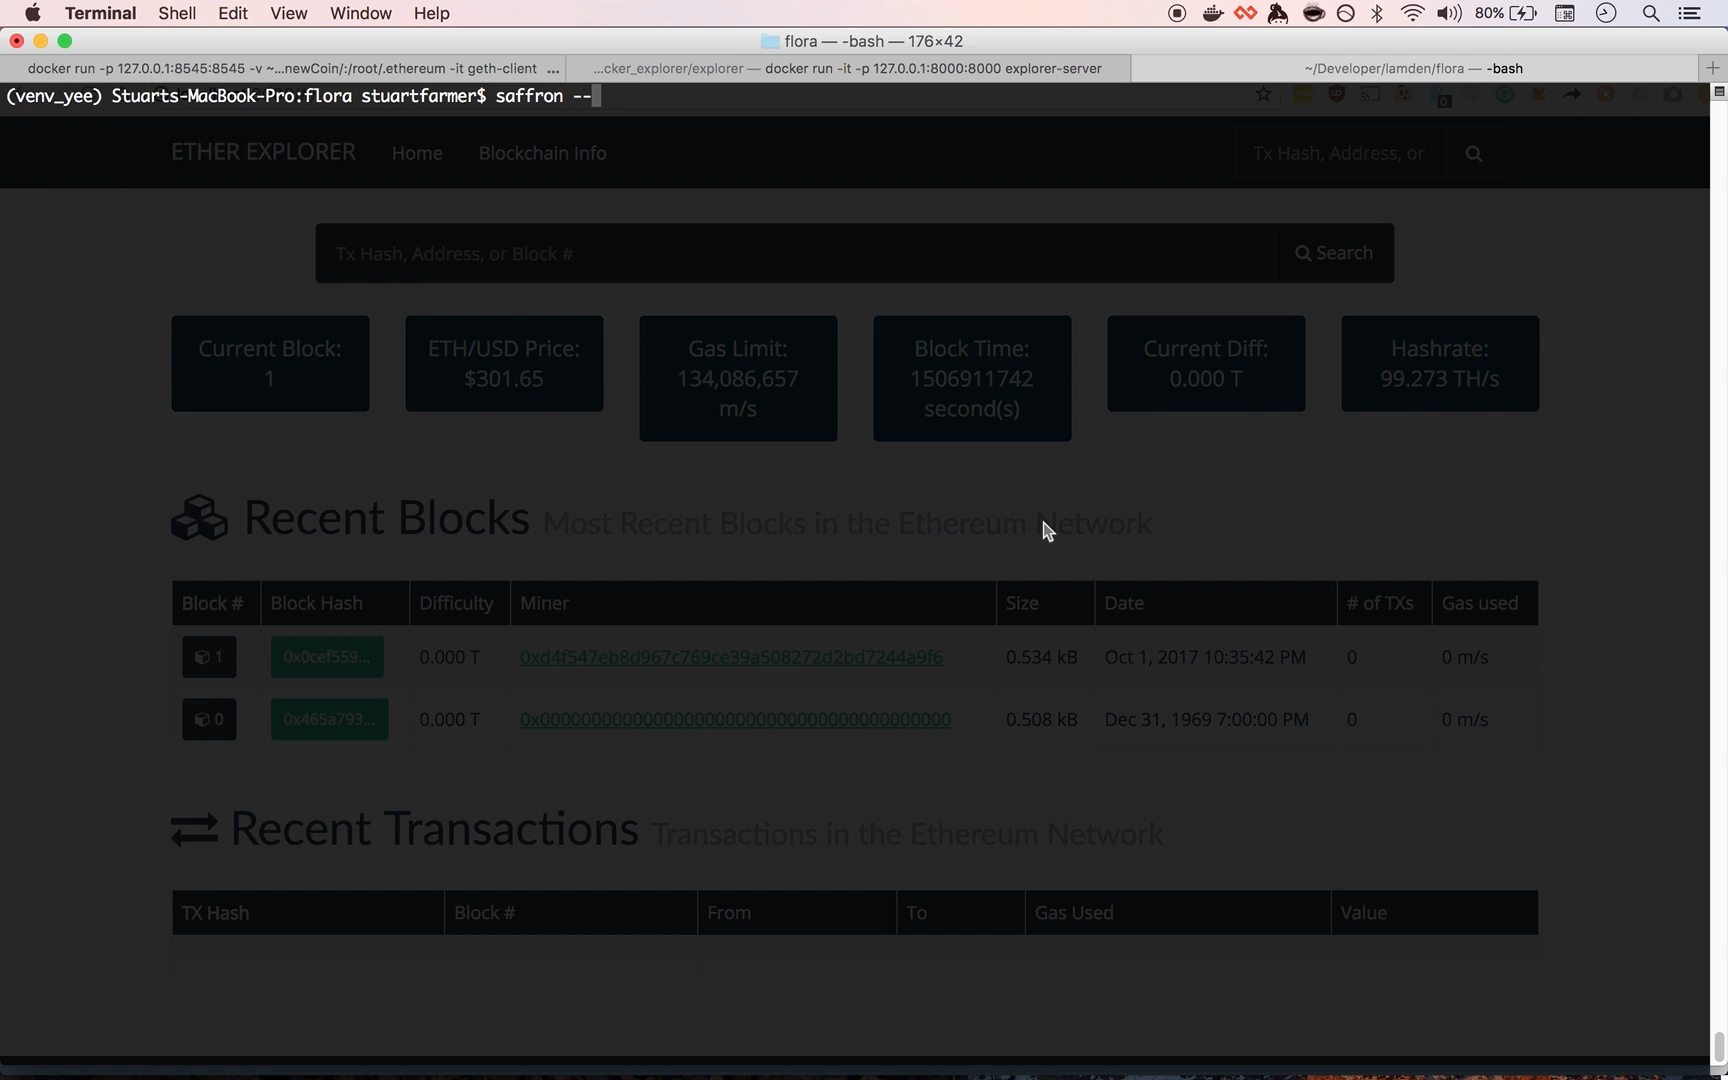 Terminal Shell Edit View Window Help 80%
flora — -bash — 176×42
docker run -p 127.0.0.1:8545:8545 -v ~...newCoin/:/root/.ethereum -it geth-client ... ...cker_explorer/explorer — docker run -it -p 127.0.0.1:8000:8000 explorer-server ~/Developer/lamden/flora — -bash
(venv_yee) Stuarts-MacBook-Pro:flora stuartfarmer$ saffron --
0
ETHER EXPLORER Home Blockchain Info Tx Hash, Address, or
Tx Hash, Address, or Block # Search
Current Block: ETH/USD Price: Gas Limit: Block Time: Current Diff: Hashrate:
1 $301.65 134,086,657 1506911742 0.000 T 99.273 TH/s
m/s second(s)
Recent Blocks Most Recent Blocks in the Ethereum Network
Block # Block Hash Difficulty Miner Size Date # of TXs Gas used
1 0x0cef559... 0.000 T 0xd4f547eb8d967c769ce39a508272d2bd7244a9f6 0.534 kB Oct 1, 2017 10:35:42 PM 0 0 m/s
0 0x465a793... 0.000 T 0x0000000000000000000000000000000000000000 0.508 kB Dec 31, 1969 7:00:00 PM 0 0 m/s
Recent Transactions Transactions in the Ethereum Network
TX Hash Block # From To Gas Used Value